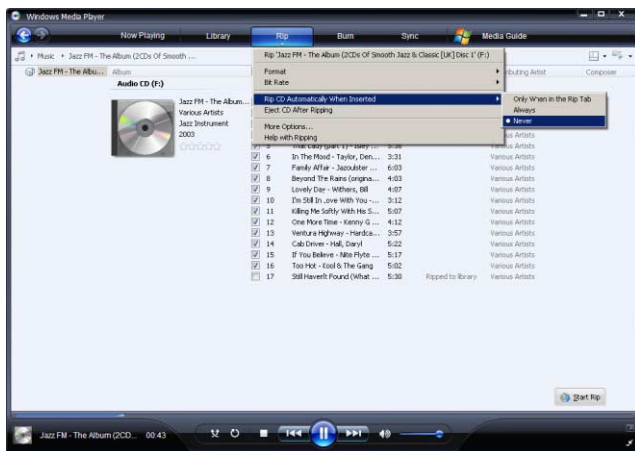 Windows Media Player
Now Playing Library Rip Burn Sync Media Guide
Music Jazz FM - The Album (2CDs Of Smooth ....
Rip 'Jazz FM - The Album (2CDs Of Smooth Jazz & Classic [UK] Disc 1' (F:)
Jazz FM - The Albu... Album
Format
Bit Rate
Artist Composer
Audio CD (F:)
Rip CD Automatically When Inserted
Eject CD After Ripping
More Options...
Help with Ripping
Only When in the Rip Tab
Always
Never
Jazz FM - The Album...
Various Artists
Jazz Instrument
2003
Various Artists
6 In The Mood - Taylor, Den... 3:31 Various Artists
7 Family Affair - Jazoulster ... 6:03 Various Artists
8 Beyond The Rains (origina... 4:03 Various Artists
9 Lovely Day - Withers, Bill 4:07 Various Artists
10 I'm Still In Love With You -... 3:12 Various Artists
11 Killing Me Softly With His S... 5:07 Various Artists
12 One More Time - Kenny G ... 4:12 Various Artists
13 Ventura Highway - Hardca... 3:57 Various Artists
14 Cab Driver - Hall, Daryl 5:22 Various Artists
15 If You Believe - Nite Flyte ... 5:17 Various Artists
16 Too Hot - Kool & The Gang 5:02 Various Artists
17 Still Haven't Found (What ... 5:30 Ripped to library Various Artists
Start Rip
Jazz FM - The Album (2CD... 00:43